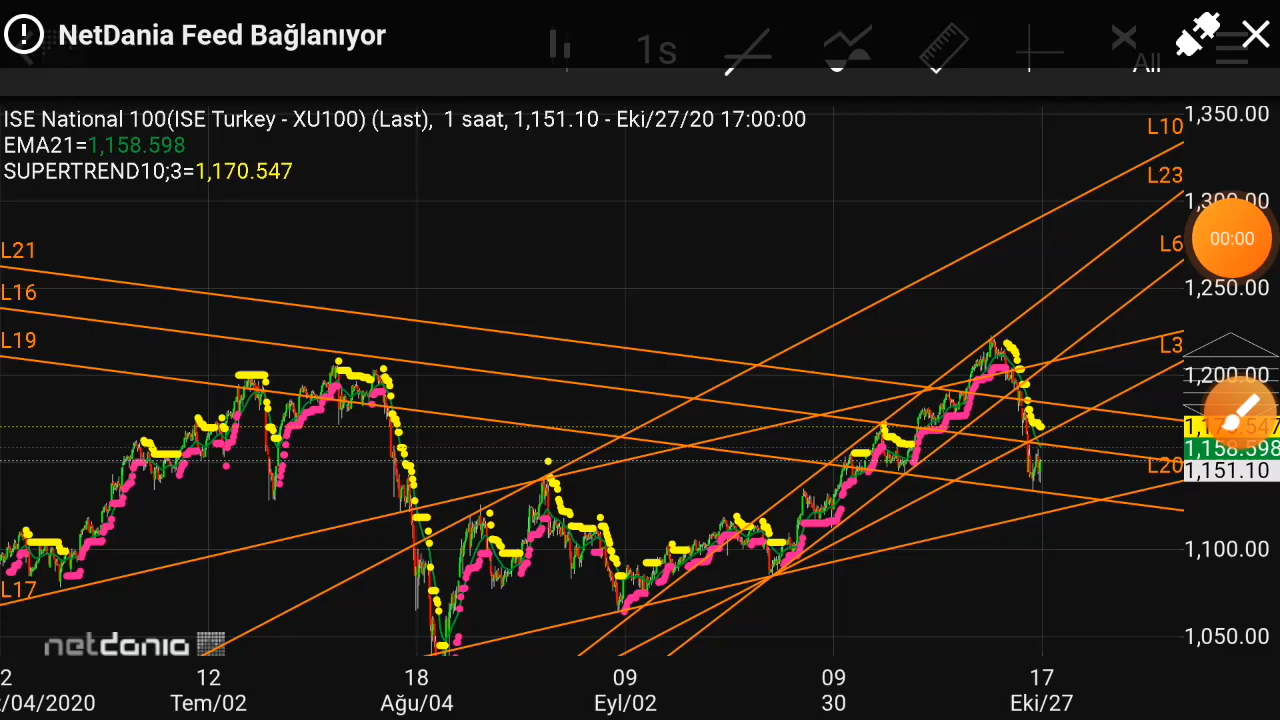 NetDania Feed Bağlanıyor
1s
All
ISE National 100(ISE Turkey - XU100) (Last), 1 saat, 1,151.10 - Eki/27/20 17:00:00
EMA21=1,158.598
SUPERTREND10;3=1,170.547
1,350.00
L10
L23
00:00
L6
L21
1,250.00
L16
L3
L19
1,200.00
1,158.598
L20
1,151.10
1,100.00
L17
1,050.00
netdania
2 12 18 09 09 17
/04/2020 Tem/02 Ağu/04 Eyl/02 30 Eki/27